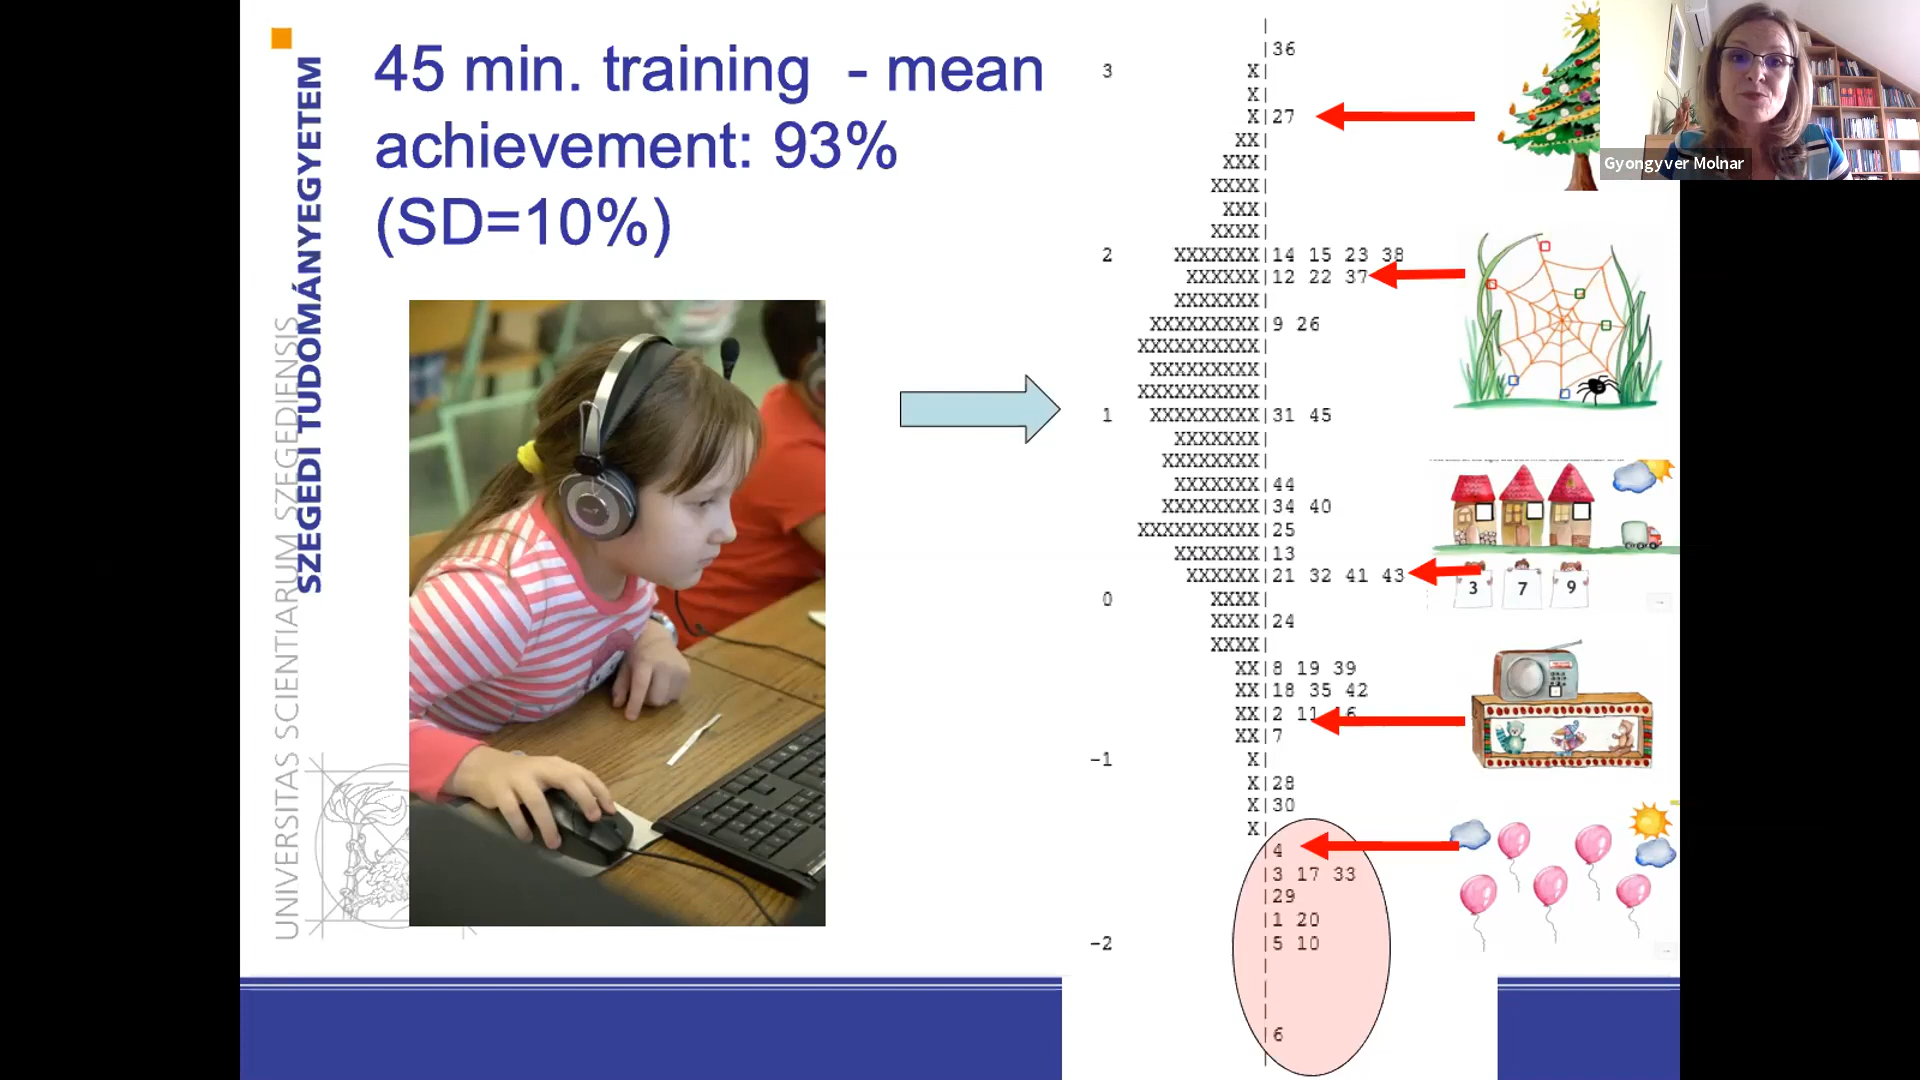 45 min. training - mean
achievement: 93%
(SD=10%)
SZEGEDI TUDOMÁNYEGYETEM
UNIVERSITAS SCIENTIARUM SZEGEDIENSIS
|
|36
3 X|
X|
X|27
XX|
XXX|
XXXX|
XXX|
XXXX|
2 XXXXXXX|14 15 23 38
XXXXXX|12 22 37
XXXXXXX|
XXXXXXXXX|9 26
XXXXXXXXXX|
XXXXXXXXX|
XXXXXXXXXX|
1 XXXXXXXXX|31 45
XXXXXXX|
XXXXXXXX|
XXXXXXX|44
XXXXXXXX|34 40
XXXXXXXXXX|25
XXXXXXX|13
XXXXXX|21 32 41 43
0 XXXX|
XXXX|24
XXXX|
XX|8 19 39
XX|18 35 42
XX|2 11 16
XX|7
-1 X|
X|28
X|30
X|
|4
|3 17 33
|29
|1 20
-2 |5 10
|
|
|
|6
|
Gyongyver Molnar
3 7 9